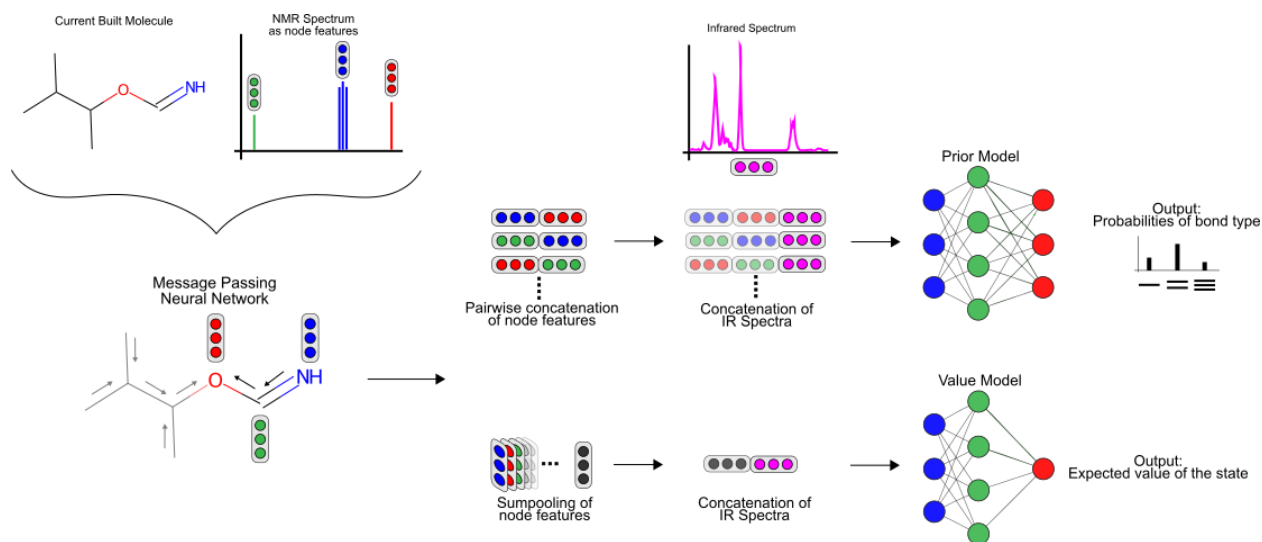 Current Built Molecule
NMR Spectrum
as node features
O
NH
Infrared Spectrum
Prior Model
Output:
Probabilities of bond type
Pairwise concatenation
of node features
Concatenation of
IR Spectra
Message Passing
Neural Network
O
NH
Value Model
Output:
Expected value of the state
Sumpooling of
node features
Concatenation of
IR Spectra